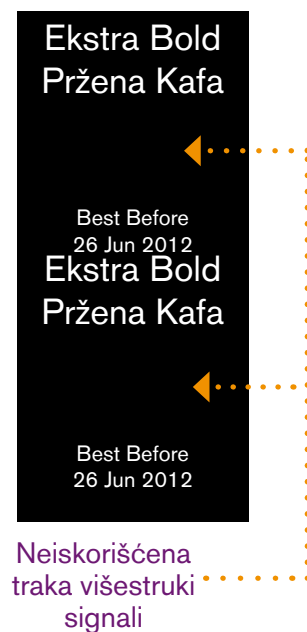 Ekstra Bold
Pržena Kafa
Best Before
26 Jun 2012
Ekstra Bold
Pržena Kafa
Best Before
26 Jun 2012
Neiskorišćena
traka višestruki
signali